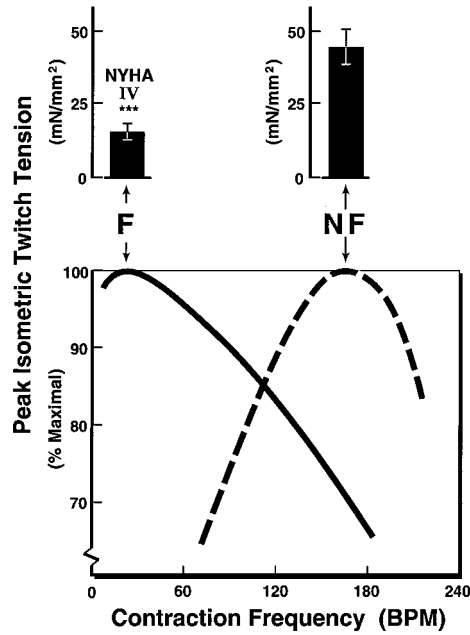 50
25
0
(mN/mm²)
NYHA
IV
***
50
25
0
(mN/mm²)
F
NF
Peak Isometric Twitch Tension
(% Maximal)
100
90
80
70
0 60 120 180 240
Contraction Frequency (BPM)